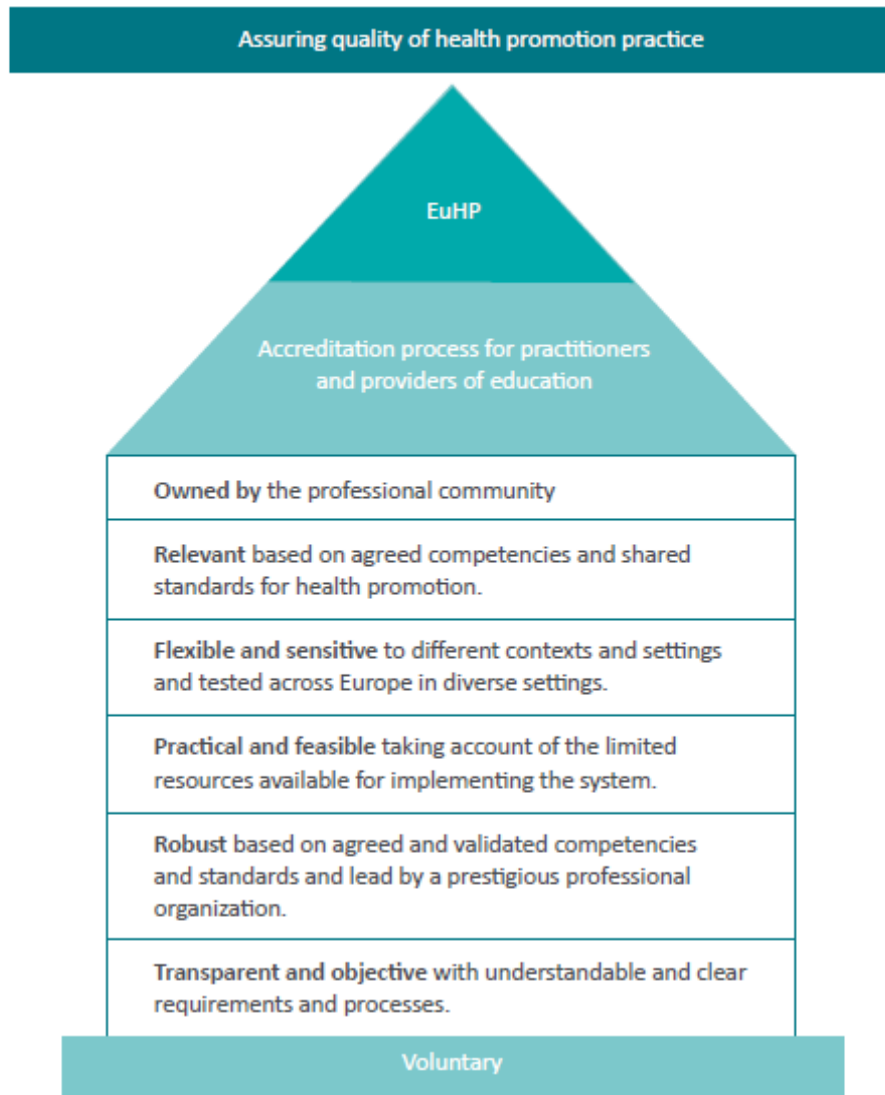 Assuring quality of health promotion practice
EuHP
Accreditation process for practitioners
and providers of education
Owned by the professional community
Relevant based on agreed competencies and shared
standards for health promotion.
Flexible and sensitive to different contexts and settings
and tested across Europe in diverse settings.
Practical and feasible taking account of the limited
resources available for implementing the system.
Robust based on agreed and validated competencies
and standards and lead by a prestigious professional
organization.
Transparent and objective with understandable and clear
requirements and processes.
Voluntary